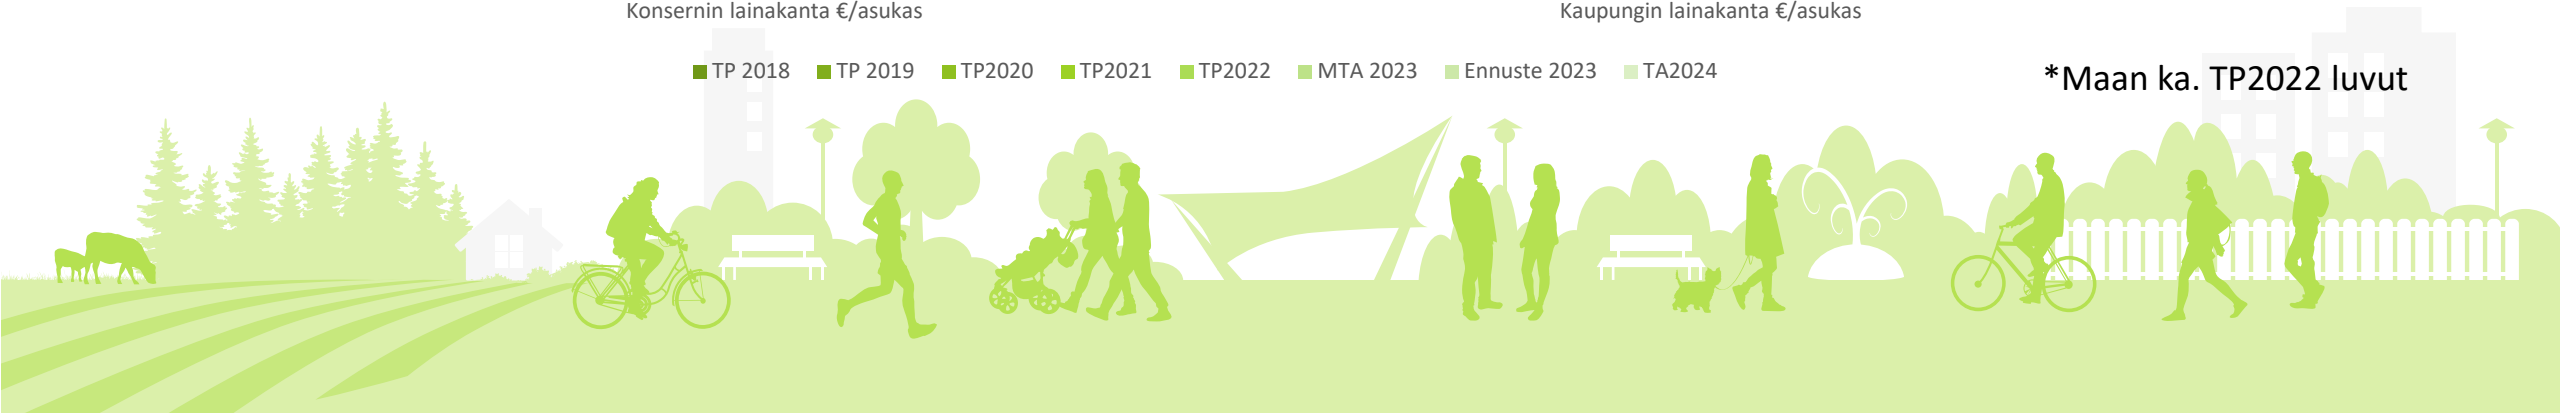 Konsernin lainakanta €/asukas
Kaupungin lainakanta €/asukas
TP 2018 TP 2019 TP2020 TP2021 TP2022 MTA 2023 Ennuste 2023 TA2024
*Maan ka. TP2022 luvut